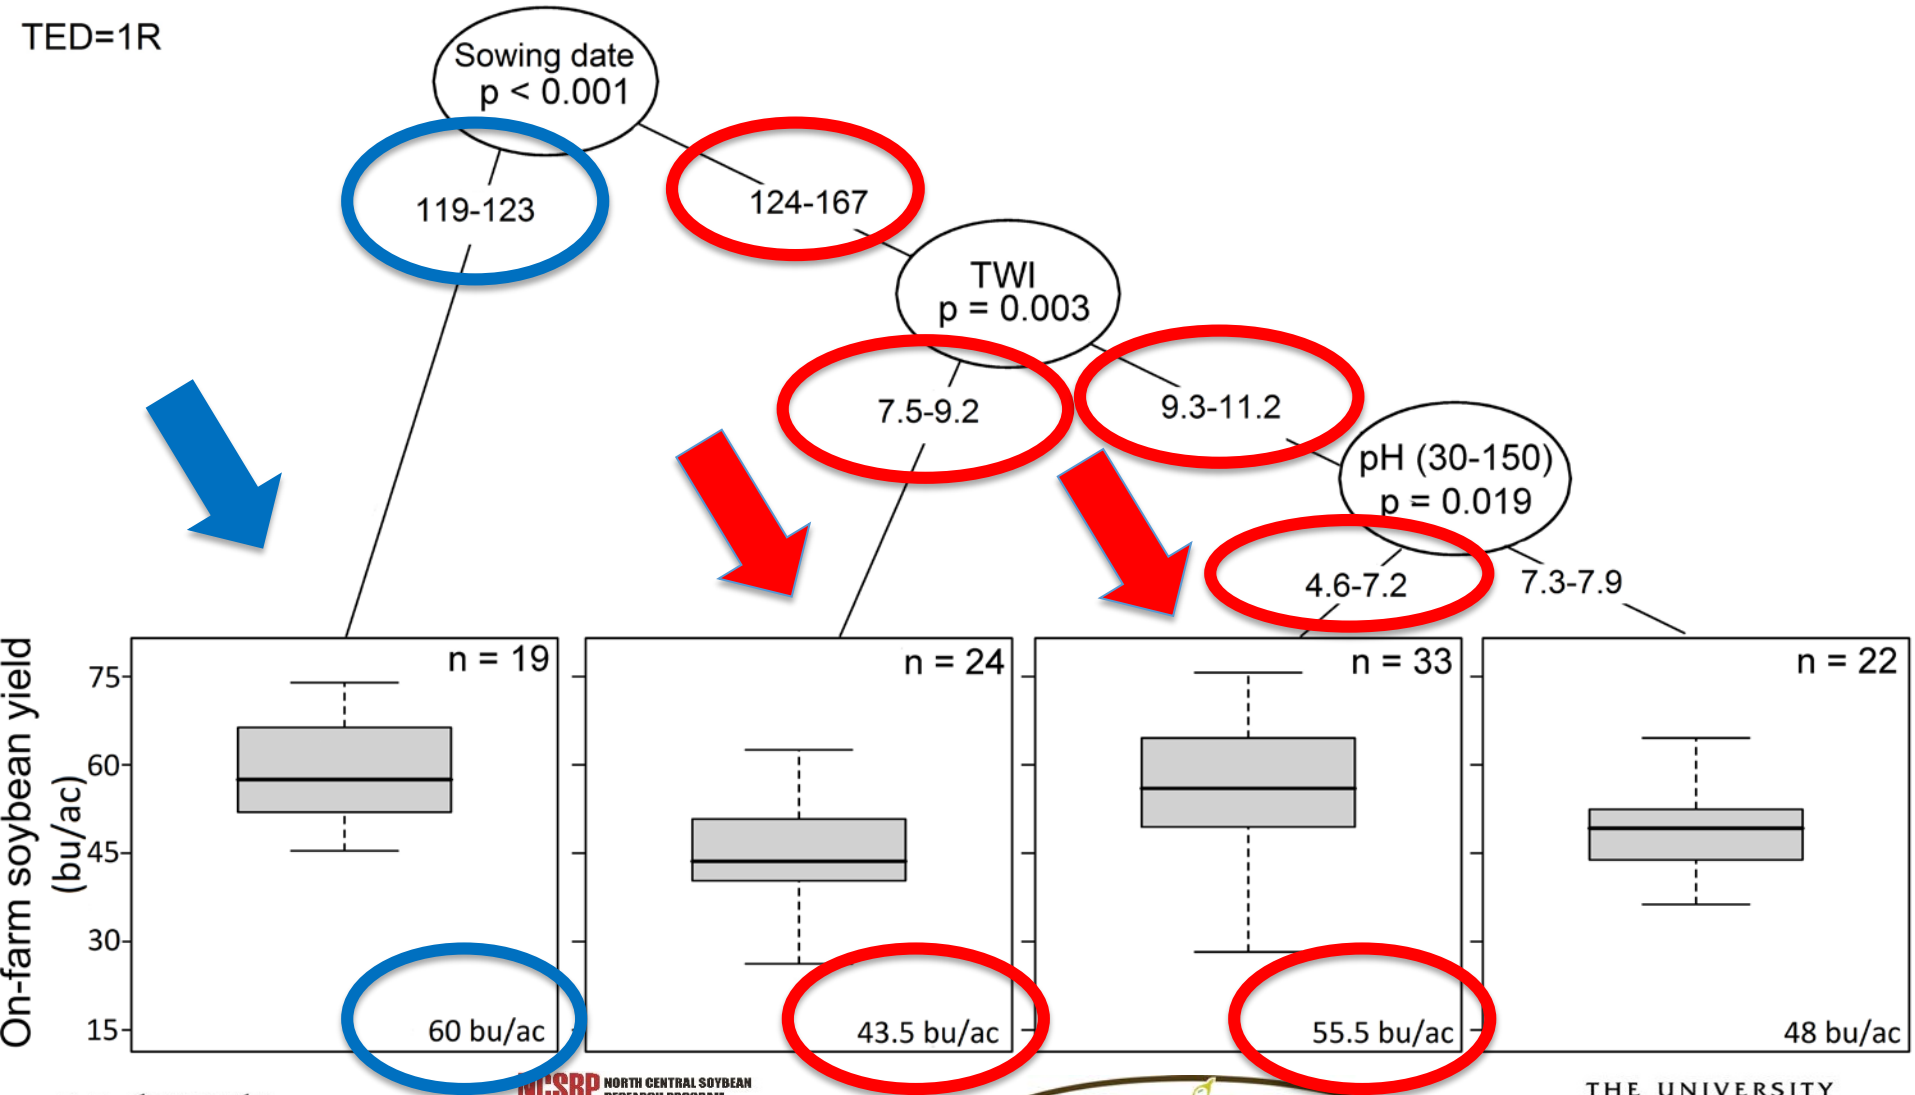 TED=1R
Sowing date
p < 0.001
119-123
124-167
TWI
p = 0.003
7.5-9.2
9.3-11.2
pH (30-150)
p = 0.019
4.6-7.2
7.3-7.9
On-farm soybean yield
(bu/ac)
75
60
45
30
15
n = 19
60 bu/ac
n = 24
43.5 bu/ac
n = 33
55.5 bu/ac
n = 22
48 bu/ac
NCSRP
NORTH CENTRAL SOYBEAN
RESEARCH PROGRAM
THE UNIVERSITY